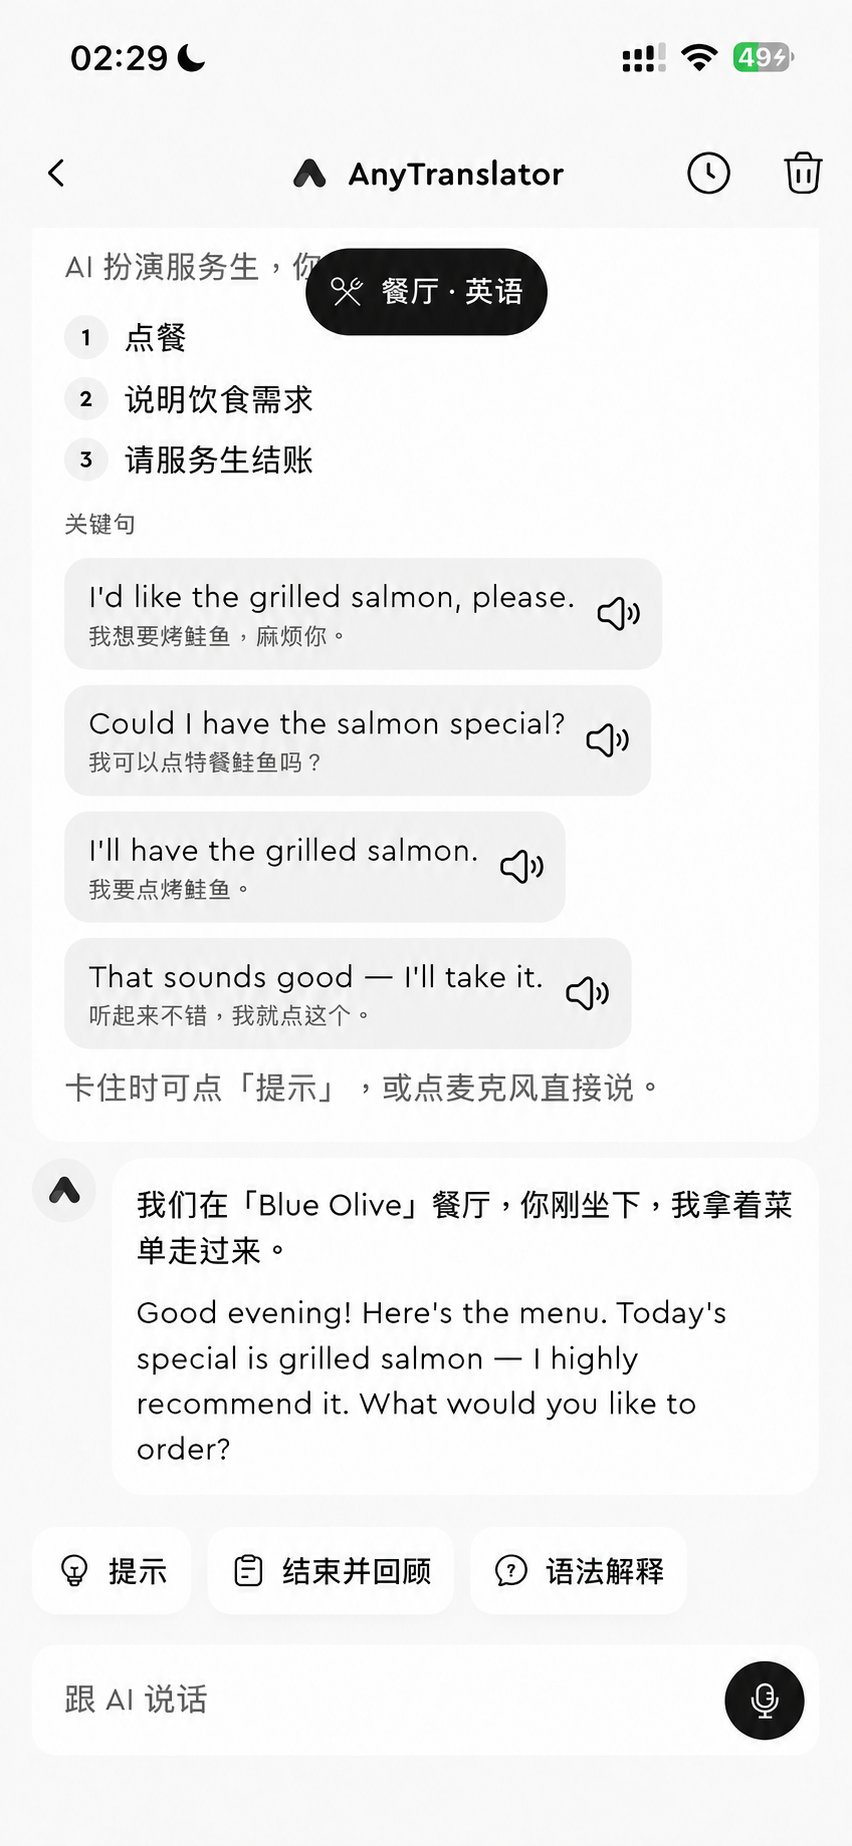 02:29
49
AnyTranslator
AI 扮演服务生，你
餐厅 · 英语
1 点餐
2 说明饮食需求
3 请服务生结账
关键句
I'd like the grilled salmon, please.
我想要烤鲑鱼，麻烦你。
Could I have the salmon special?
我可以点特餐鲑鱼吗？
I'll have the grilled salmon.
我要点烤鲑鱼。
That sounds good — I'll take it.
听起来不错，我就点这个。
卡住时可点「提示」，或点麦克风直接说。
我们在「Blue Olive」餐厅，你刚坐下，我拿着菜
单走过来。
Good evening! Here's the menu. Today's
special is grilled salmon — I highly
recommend it. What would you like to
order?
提示
结束并回顾
语法解释
跟 AI 说话